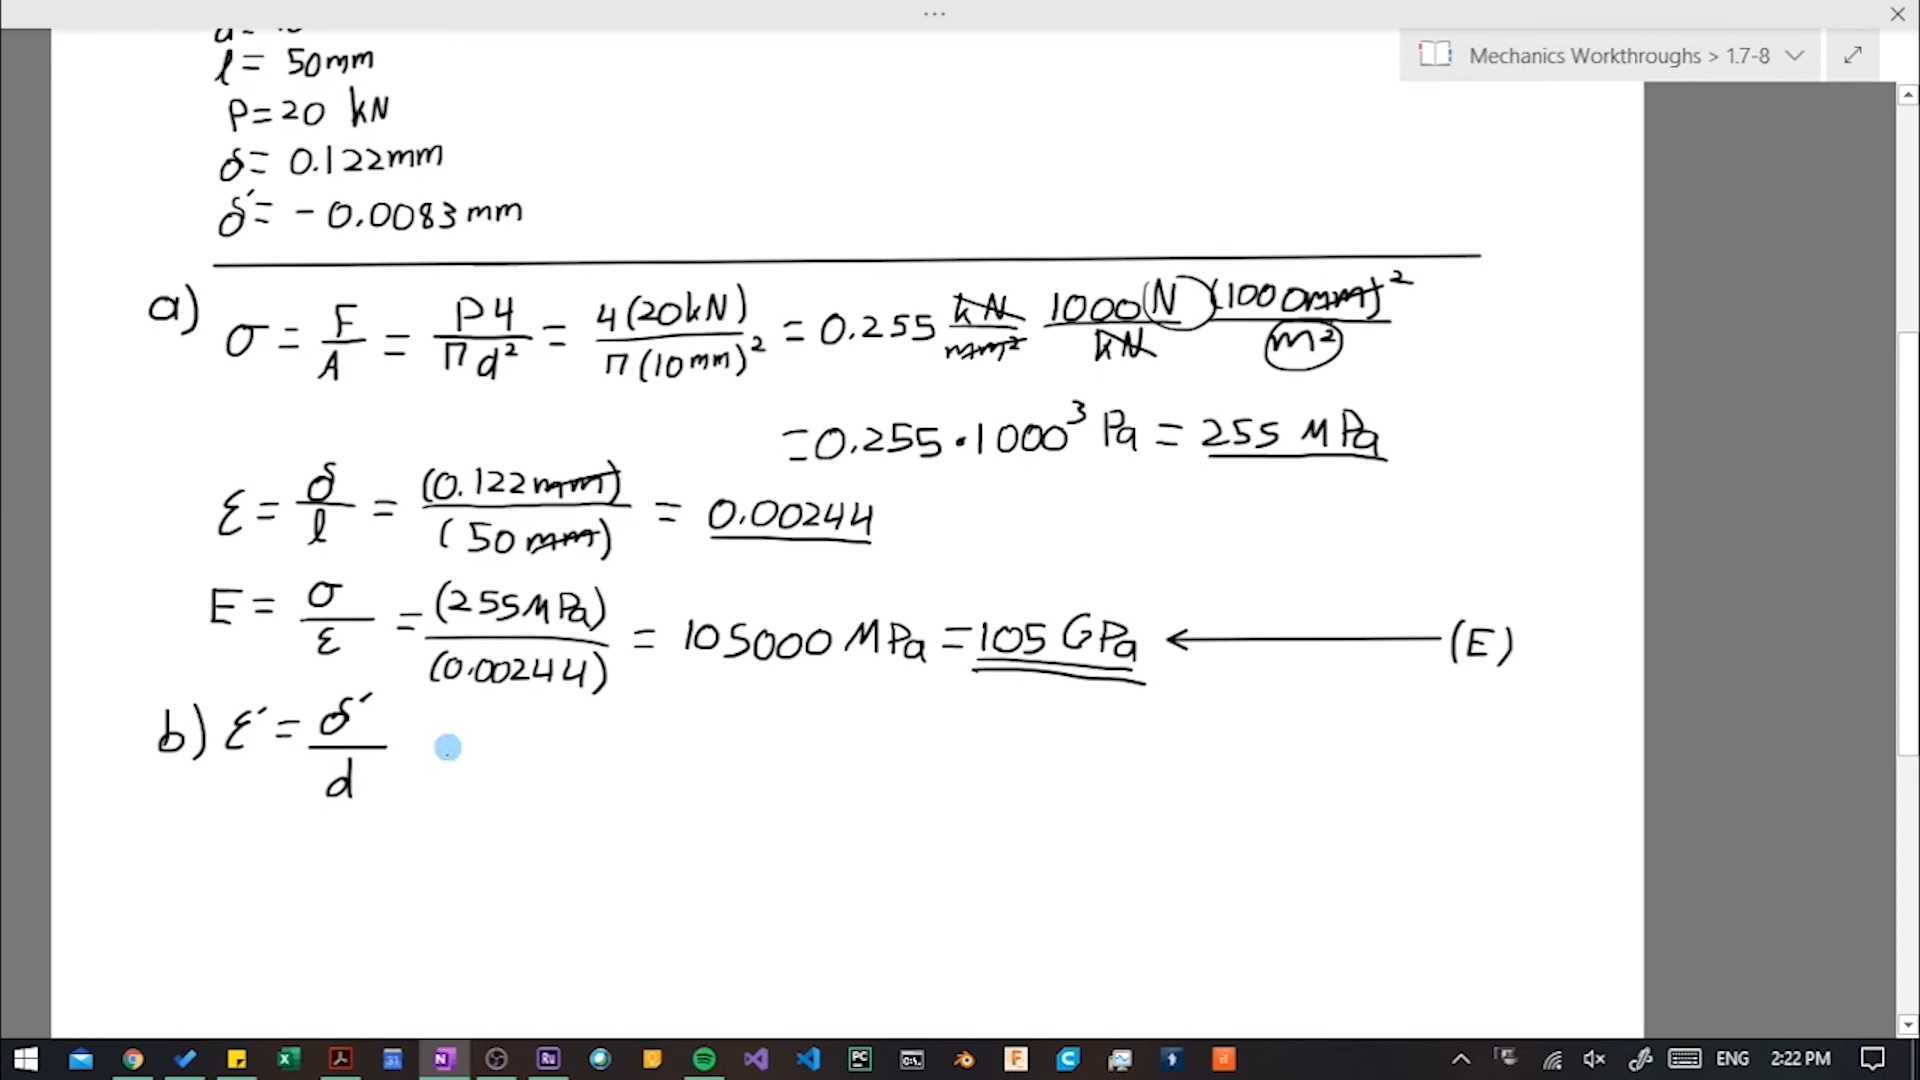 ...
Mechanics Workthroughs > 1.7-8
l = 50mm
P = 20 kN
δ = 0.122mm
δ' = - 0.0083 mm
a) σ = F/A = P4/πd² = 4(20kN)/π(10mm)² = 0.255 kN/mm² 1000N/kN (1000mm)²/m²
= 0.255 · 1000³ Pa = 255 MPa
ε = δ/l = (0.122mm)/(50mm) = 0.00244
E = σ/ε = (255MPa)/(0.00244) = 105000 MPa = 105 GPa ← (E)
b) ε' = δ'/d
ENG 2:22 PM